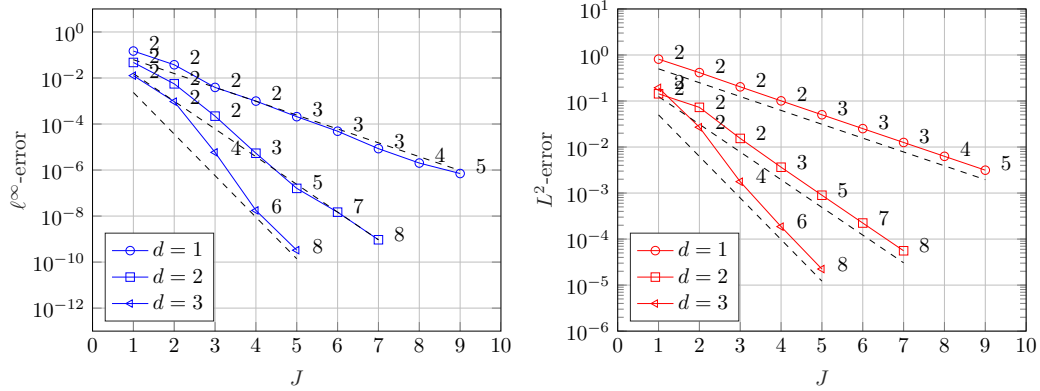 10^0
10^{-2}
10^{-4}
10^{-6}
10^{-8}
10^{-10}
10^{-12}
ℓ^∞-error
2 2 2 2 3 3 3 4 5
2 2 2 3 5 7 8
2 2 4 6 8
d = 1
d = 2
d = 3
0 1 2 3 4 5 6 7 8 9 10
J
10^1
10^0
10^{-1}
10^{-2}
10^{-3}
10^{-4}
10^{-5}
10^{-6}
L^2-error
2 2 2 2 3 3 3 4 5
2 2 2 3 5 7 8
2 2 4 6 8
d = 1
d = 2
d = 3
0 1 2 3 4 5 6 7 8 9 10
J